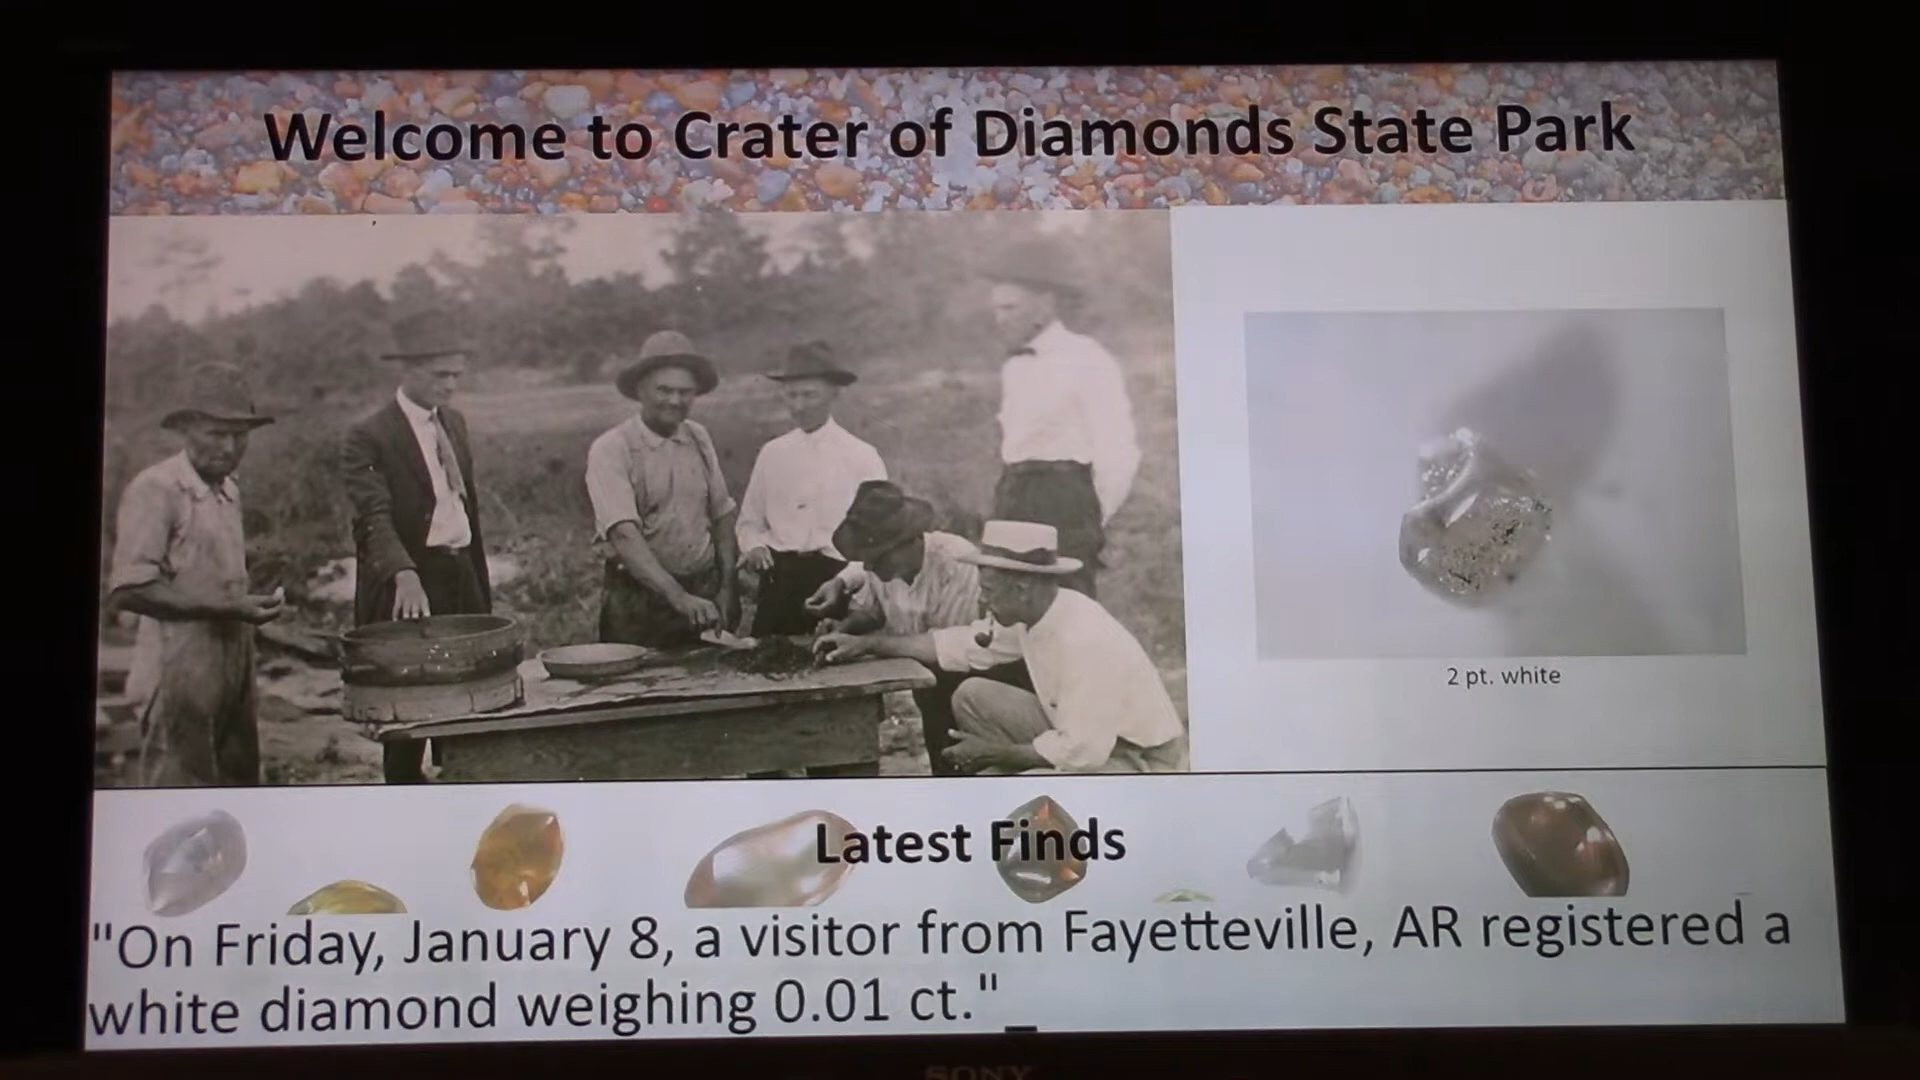 Welcome to Crater of Diamonds State Park
2 pt. white
Latest Finds
"On Friday, January 8, a visitor from Fayetteville, AR registered a
white diamond weighing 0.01 ct."
SONY